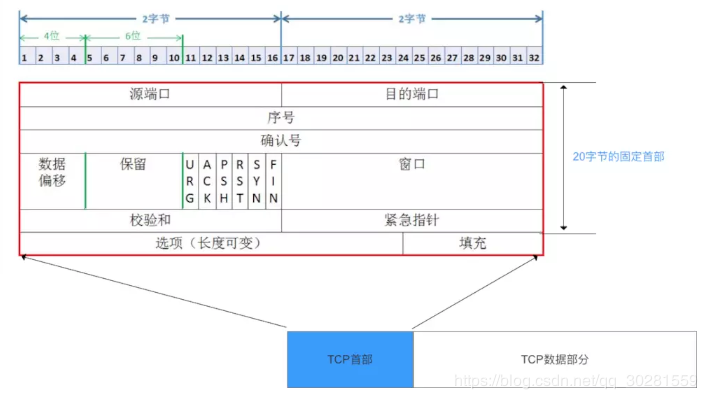 2字节 2字节
4位 6位
1 2 3 4 5 6 7 8 9 10 11 12 13 14 15 16 17 18 19 20 21 22 23 24 25 26 27 28 29 30 31 32
源端口 目的端口
序号
确认号
数据偏移 保留 URG ACK PSH RST SYN FIN 窗口
20字节的固定首部
校验和 紧急指针
选项（长度可变） 填充
TCP首部 TCP数据部分
https://blog.csdn.net/qq_30281559